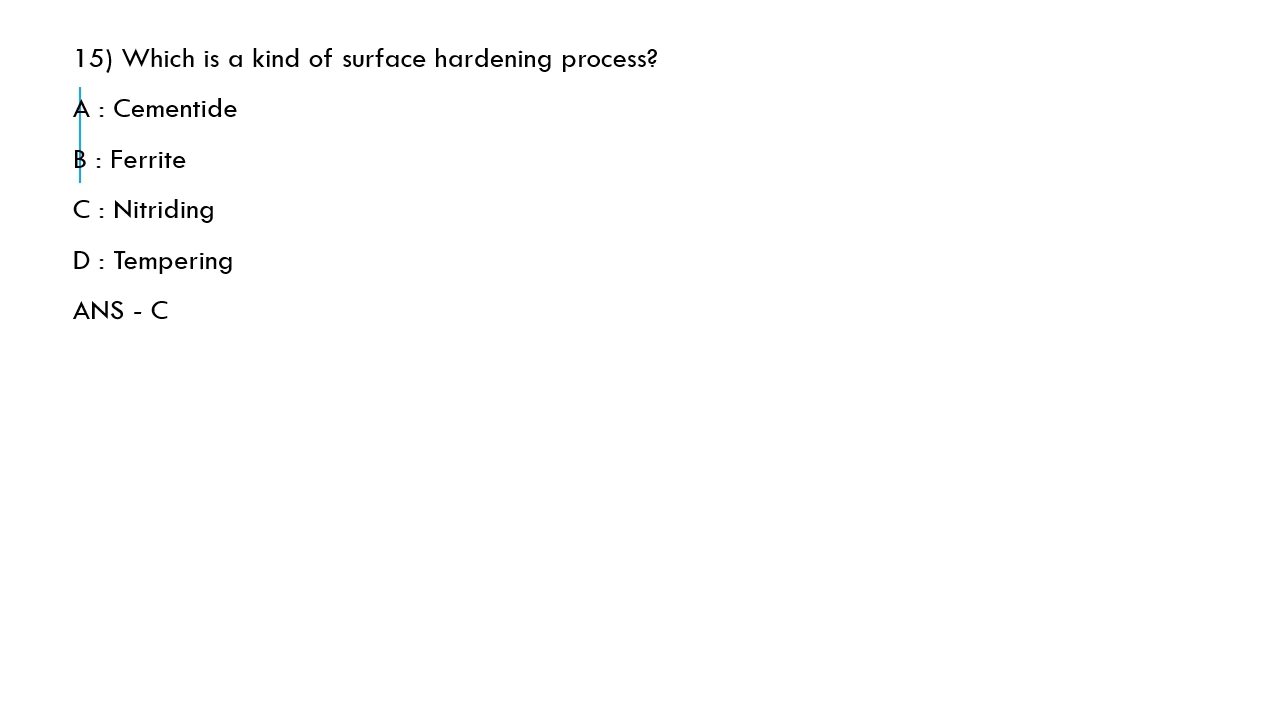 15) Which is a kind of surface hardening process?
A : Cementide
B : Ferrite
C : Nitriding
D : Tempering
ANS - C